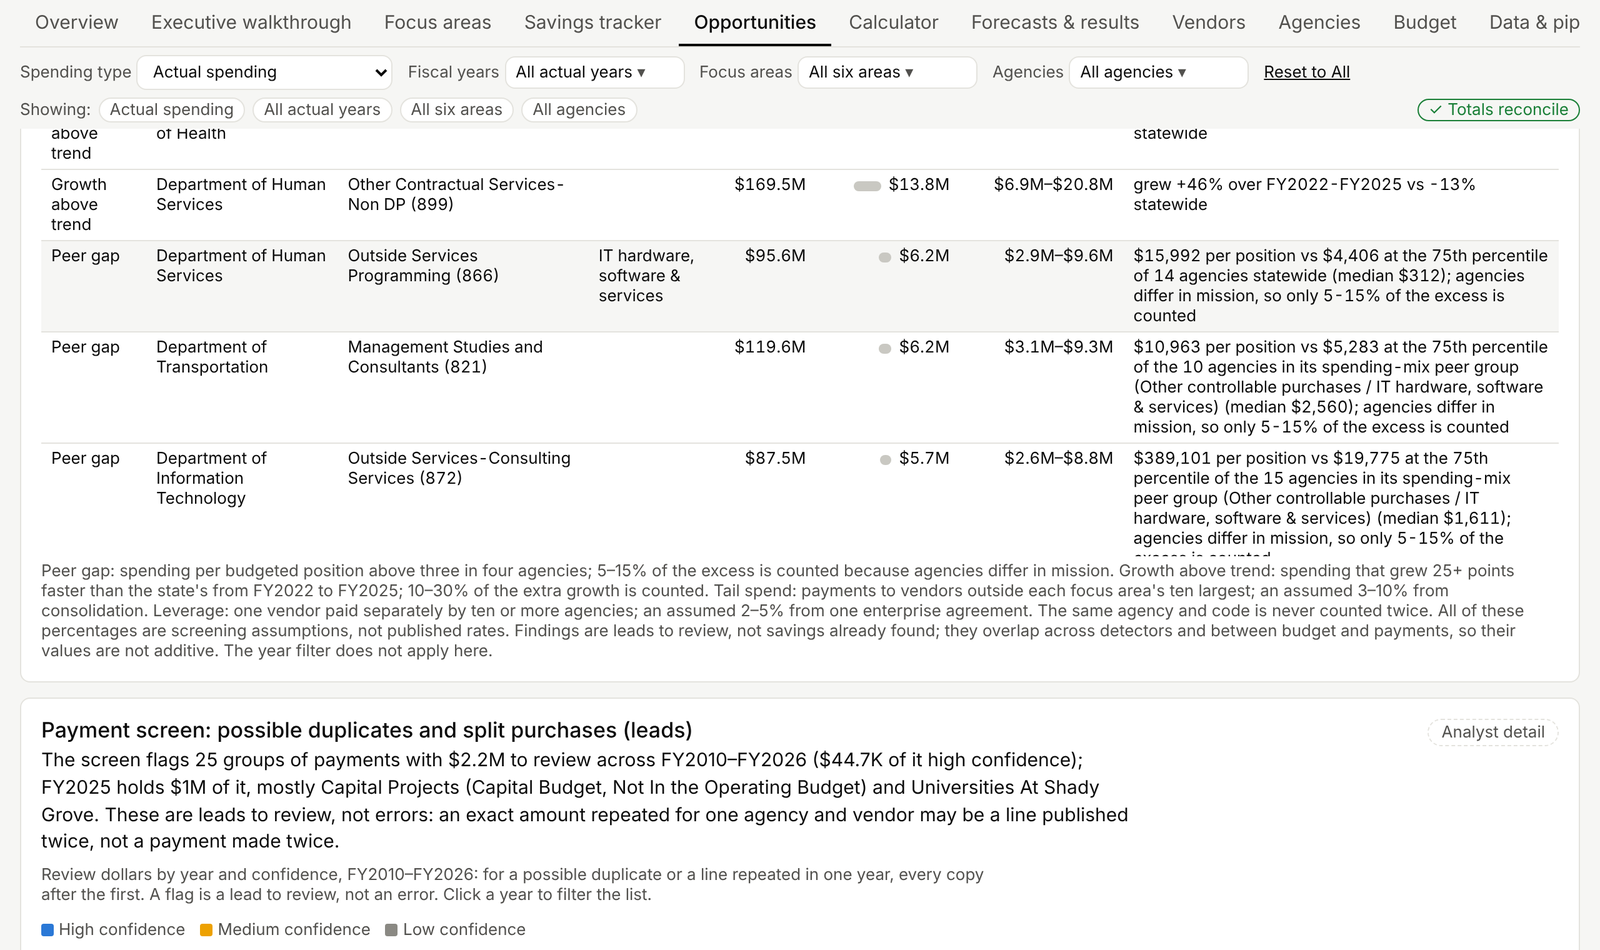 Overview Executive walkthrough Focus areas Savings tracker Opportunities Calculator Forecasts & results Vendors Agencies Budget Data & pip
Spending type Actual spending Fiscal years All actual years ▾ Focus areas All six areas ▾ Agencies All agencies ▾ Reset to All
Showing: Actual spending All actual years All six areas All agencies ✓ Totals reconcile
above of Health statewide
trend
Growth Department of Human Other Contractual Services- $169.5M $13.8M $6.9M–$20.8M grew +46% over FY2022-FY2025 vs -13%
above Services Non DP (899) statewide
trend
Peer gap Department of Human Outside Services IT hardware, $95.6M $6.2M $2.9M–$9.6M $15,992 per position vs $4,406 at the 75th percentile
Services Programming (866) software & of 14 agencies statewide (median $312); agencies
services differ in mission, so only 5-15% of the excess is
counted
Peer gap Department of Management Studies and $119.6M $6.2M $3.1M–$9.3M $10,963 per position vs $5,283 at the 75th percentile
Transportation Consultants (821) of the 10 agencies in its spending-mix peer group
(Other controllable purchases / IT hardware, software
& services) (median $2,560); agencies differ in
mission, so only 5-15% of the excess is counted
Peer gap Department of Outside Services-Consulting $87.5M $5.7M $2.6M–$8.8M $389,101 per position vs $19,775 at the 75th
Information Services (872) percentile of the 15 agencies in its spending-mix
Technology peer group (Other controllable purchases / IT
hardware, software & services) (median $1,611);
agencies differ in mission, so only 5-15% of the
Peer gap: spending per budgeted position above three in four agencies; 5–15% of the excess is counted because agencies differ in mission. Growth above trend: spending that grew 25+ points
faster than the state's from FY2022 to FY2025; 10–30% of the extra growth is counted. Tail spend: payments to vendors outside each focus area's ten largest; an assumed 3–10% from
consolidation. Leverage: one vendor paid separately by ten or more agencies; an assumed 2–5% from one enterprise agreement. The same agency and code is never counted twice. All of these
percentages are screening assumptions, not published rates. Findings are leads to review, not savings already found; they overlap across detectors and between budget and payments, so their
values are not additive. The year filter does not apply here.
Payment screen: possible duplicates and split purchases (leads) Analyst detail
The screen flags 25 groups of payments with $2.2M to review across FY2010–FY2026 ($44.7K of it high confidence);
FY2025 holds $1M of it, mostly Capital Projects (Capital Budget, Not In the Operating Budget) and Universities At Shady
Grove. These are leads to review, not errors: an exact amount repeated for one agency and vendor may be a line published
twice, not a payment made twice.
Review dollars by year and confidence, FY2010–FY2026: for a possible duplicate or a line repeated in one year, every copy
after the first. A flag is a lead to review, not an error. Click a year to filter the list.
High confidence Medium confidence Low confidence